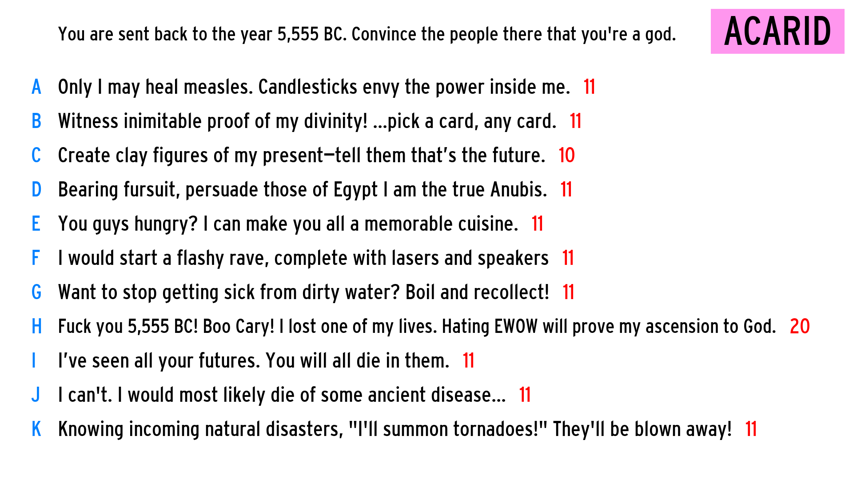 You are sent back to the year 5,555 BC. Convince the people there that you're a god.
ACARID
A Only I may heal measles. Candlesticks envy the power inside me. 11
B Witness inimitable proof of my divinity! ...pick a card, any card. 11
C Create clay figures of my present—tell them that’s the future. 10
D Bearing fursuit, persuade those of Egypt I am the true Anubis. 11
E You guys hungry? I can make you all a memorable cuisine. 11
F I would start a flashy rave, complete with lasers and speakers 11
G Want to stop getting sick from dirty water? Boil and recollect! 11
H Fuck you 5,555 BC! Boo Cary! I lost one of my lives. Hating EWOW will prove my ascension to God. 20
I I’ve seen all your futures. You will all die in them. 11
J I can't. I would most likely die of some ancient disease... 11
K Knowing incoming natural disasters, "I'll summon tornadoes!" They'll be blown away! 11